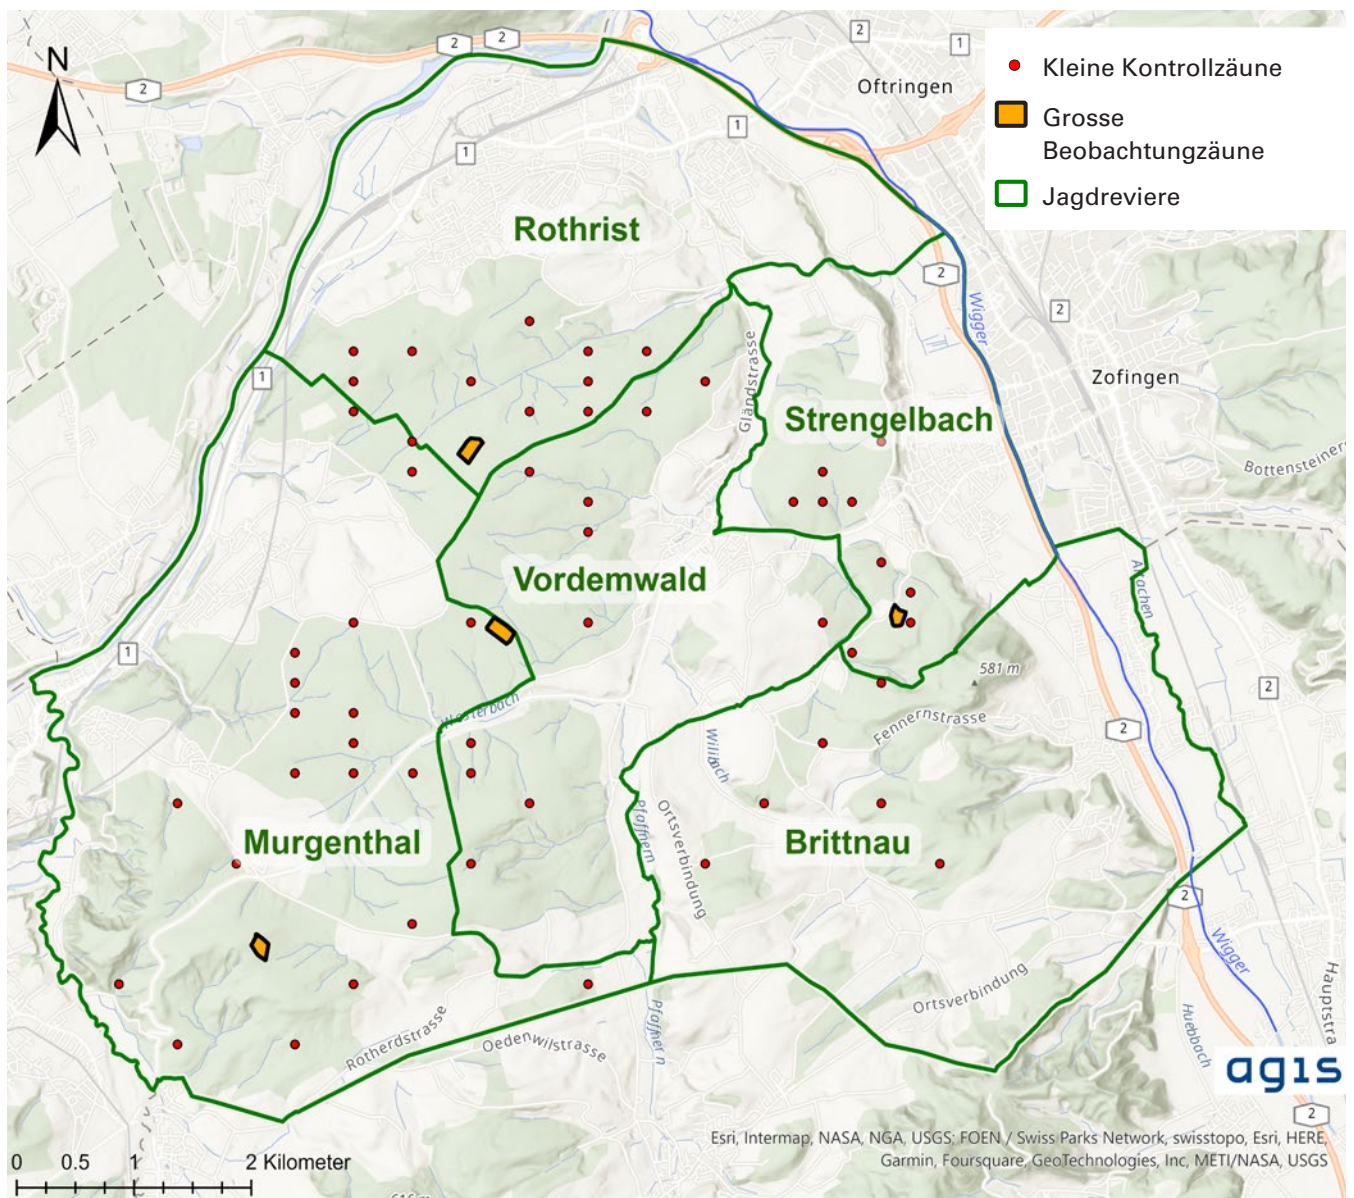 N
2
2
2
2
1
Oftringen
1
1
Kleine Kontrollzäune
Grosse
Beobachtungzäune
Jagdreviere
Rothrist
2
Wigger
2
Zofingen
1
Gländstrasse
Strengelbach
Bottensteiner
Vordemwald
1
581 m
2
Westerbach
Fennernstrasse
2
Pfaffnern
Ortsverbindung
Murgenthal
Brittnau
2
Wigger
Ortsverbindung
Hauptstra
Rotherdstrasse
Oedenwilstrasse
Pfaffnern
Huebbach
agis
2
Esri, Intermap, NASA, NGA, USGS; FOEN / Swiss Parks Network, swisstopo, Esri, HERE,
Garmin, Foursquare, GeoTechnologies, Inc, METI/NASA, USGS
0 0.5 1 2 Kilometer